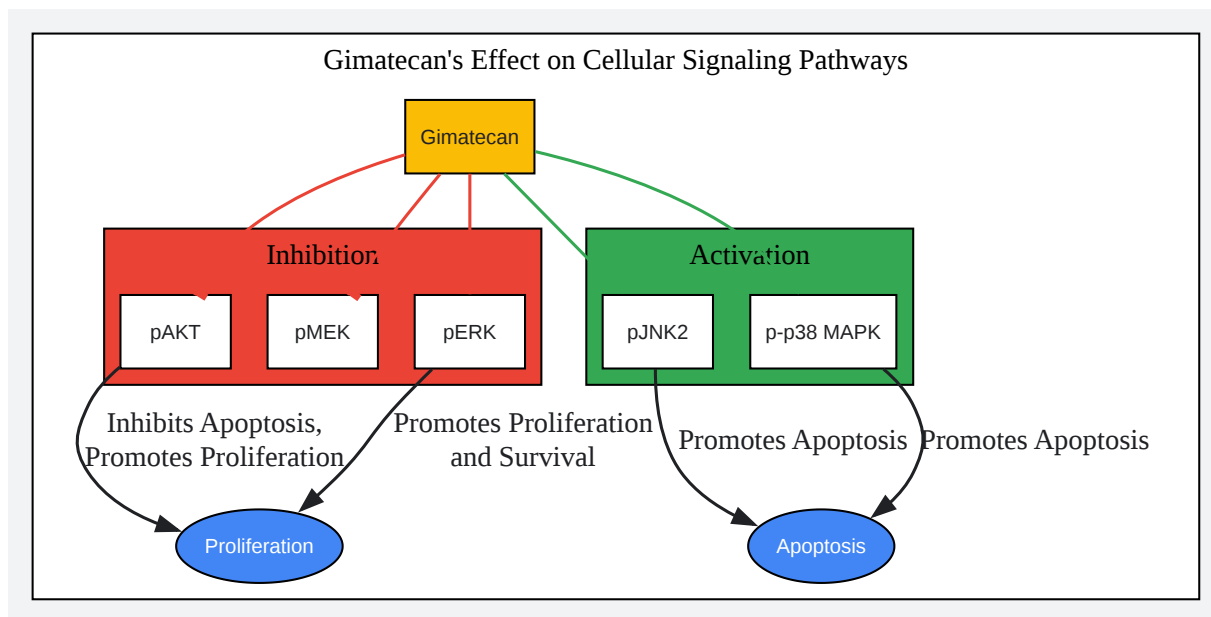 Gimatecan's Effect on Cellular Signaling Pathways
Gimatecan
Inhibition
Activation
pAKT
pMEK
pERK
pJNK2
p-p38 MAPK
Inhibits Apoptosis,
Promotes Proliferation
Promotes Proliferation
and Survival
Promotes Apoptosis
Promotes Apoptosis
Proliferation
Apoptosis